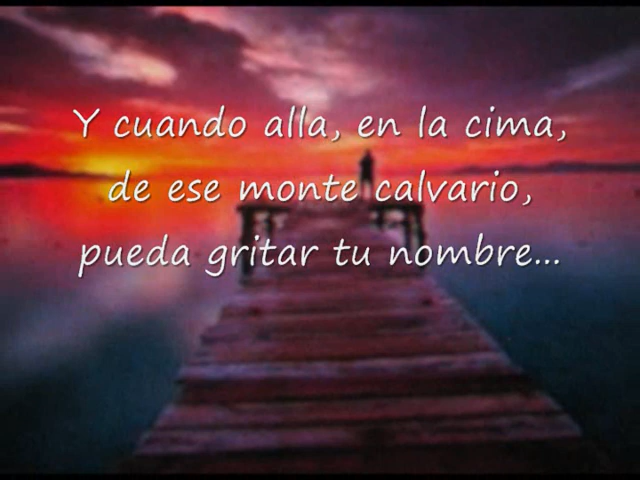 Y cuando alla, en la cima,
de ese monte calvario,
pueda gritar tu nombre...